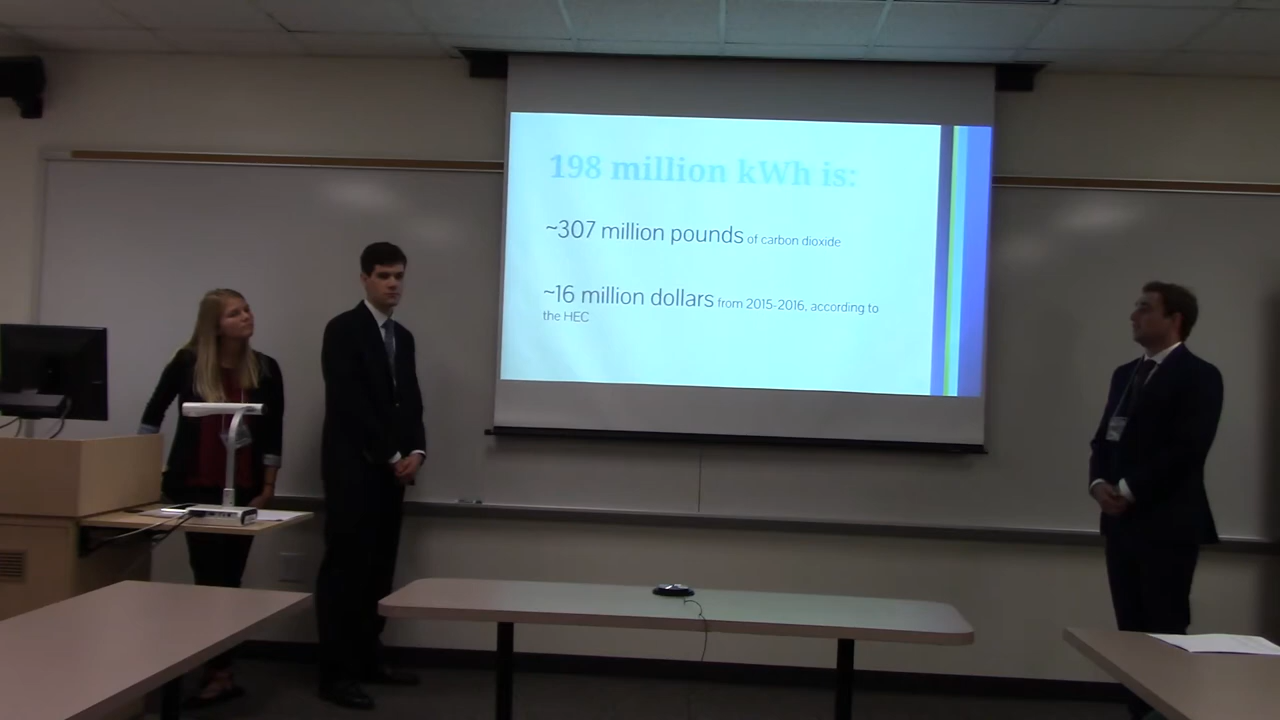 198 million kWh is:
~307 million pounds of carbon dioxide
~16 million dollars from 2015-2016, according to
the HEC